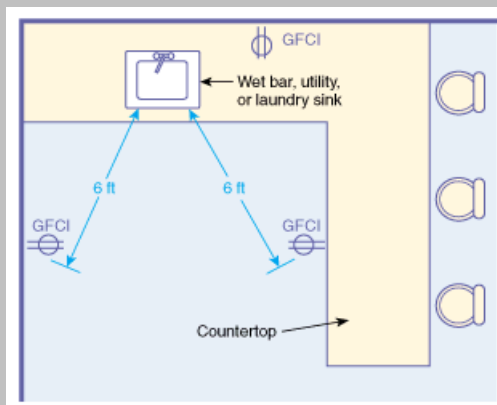 GFCI
Wet bar, utility,
or laundry sink
6 ft
6 ft
GFCI
GFCI
Countertop